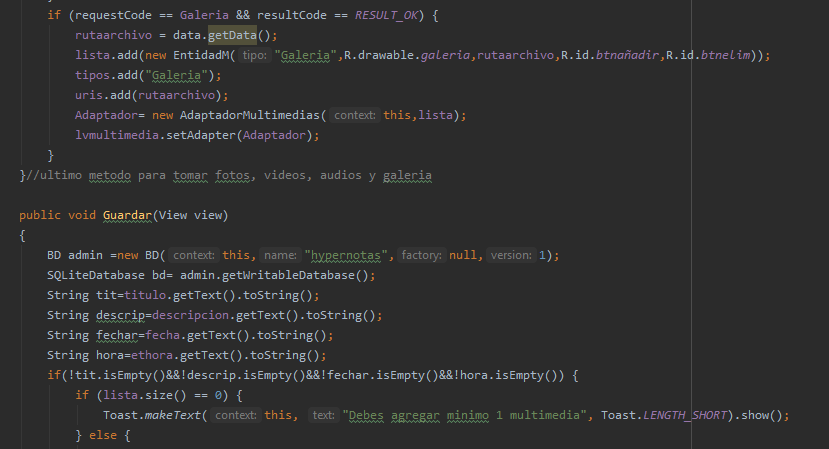 if (requestCode == Galeria && resultCode == RESULT_OK) {
rutaarchivo = data.getData();
lista.add(new EntidadM( tipo: "Galeria",R.drawable.galeria,rutaarchivo,R.id.btnañadir,R.id.btnelim));
tipos.add("Galeria");
uris.add(rutaarchivo);
Adaptador= new AdaptadorMultimedias( context: this,lista);
lvmultimedia.setAdapter(Adaptador);
}
}//ultimo metodo para tomar fotos, videos, audios y galeria
public void Guardar(View view)
{
BD admin =new BD( context: this, name: "hypernotas", factory: null, version: 1);
SQLiteDatabase bd= admin.getWritableDatabase();
String tit=titulo.getText().toString();
String descrip=descripcion.getText().toString();
String fechar=fecha.getText().toString();
String hora=ethora.getText().toString();
if(!tit.isEmpty()&&!descrip.isEmpty()&&!fechar.isEmpty()&&!hora.isEmpty()) {
if (lista.size() == 0) {
Toast.makeText( context: this, text: "Debes agregar minimo 1 multimedia", Toast.LENGTH_SHORT).show();
} else {